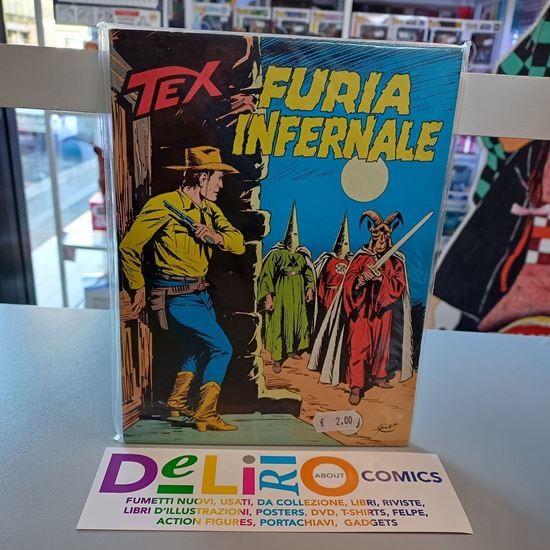 TEX
FURIA
INFERNALE
€ 2,00
DeLiRiO ABOUT COMICS
FUMETTI NUOVI, USATI, DA COLLEZIONE, LIBRI, RIVISTE,
LIBRI D'ILLUSTRAZIONI, POSTERS, DVD, T-SHIRTS, FELPE,
ACTION FIGURES, PORTACHIAVI, GADGETS